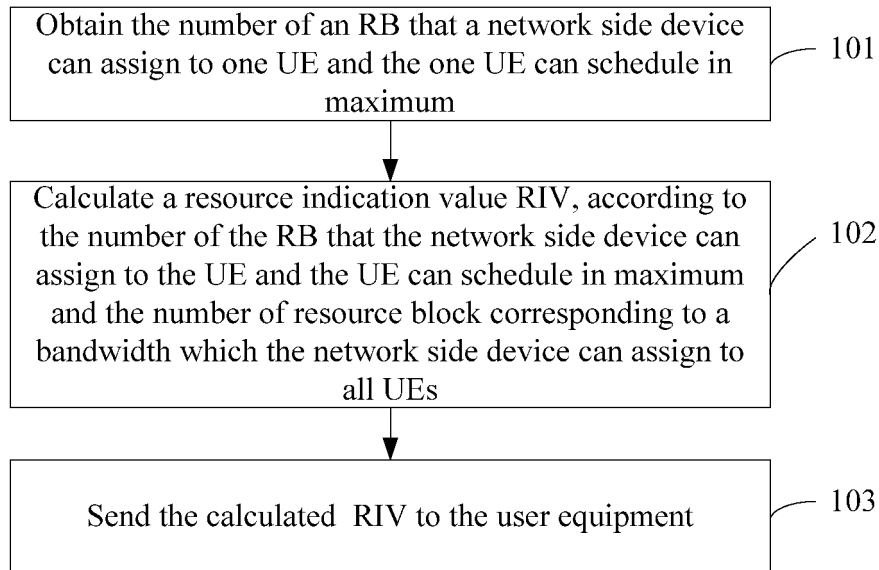 Obtain the number of an RB that a network side device
can assign to one UE and the one UE can schedule in
maximum
101
Calculate a resource indication value RIV, according to
the number of the RB that the network side device can
assign to the UE and the UE can schedule in maximum
and the number of resource block corresponding to a
bandwidth which the network side device can assign to
all UEs
102
Send the calculated RIV to the user equipment
103